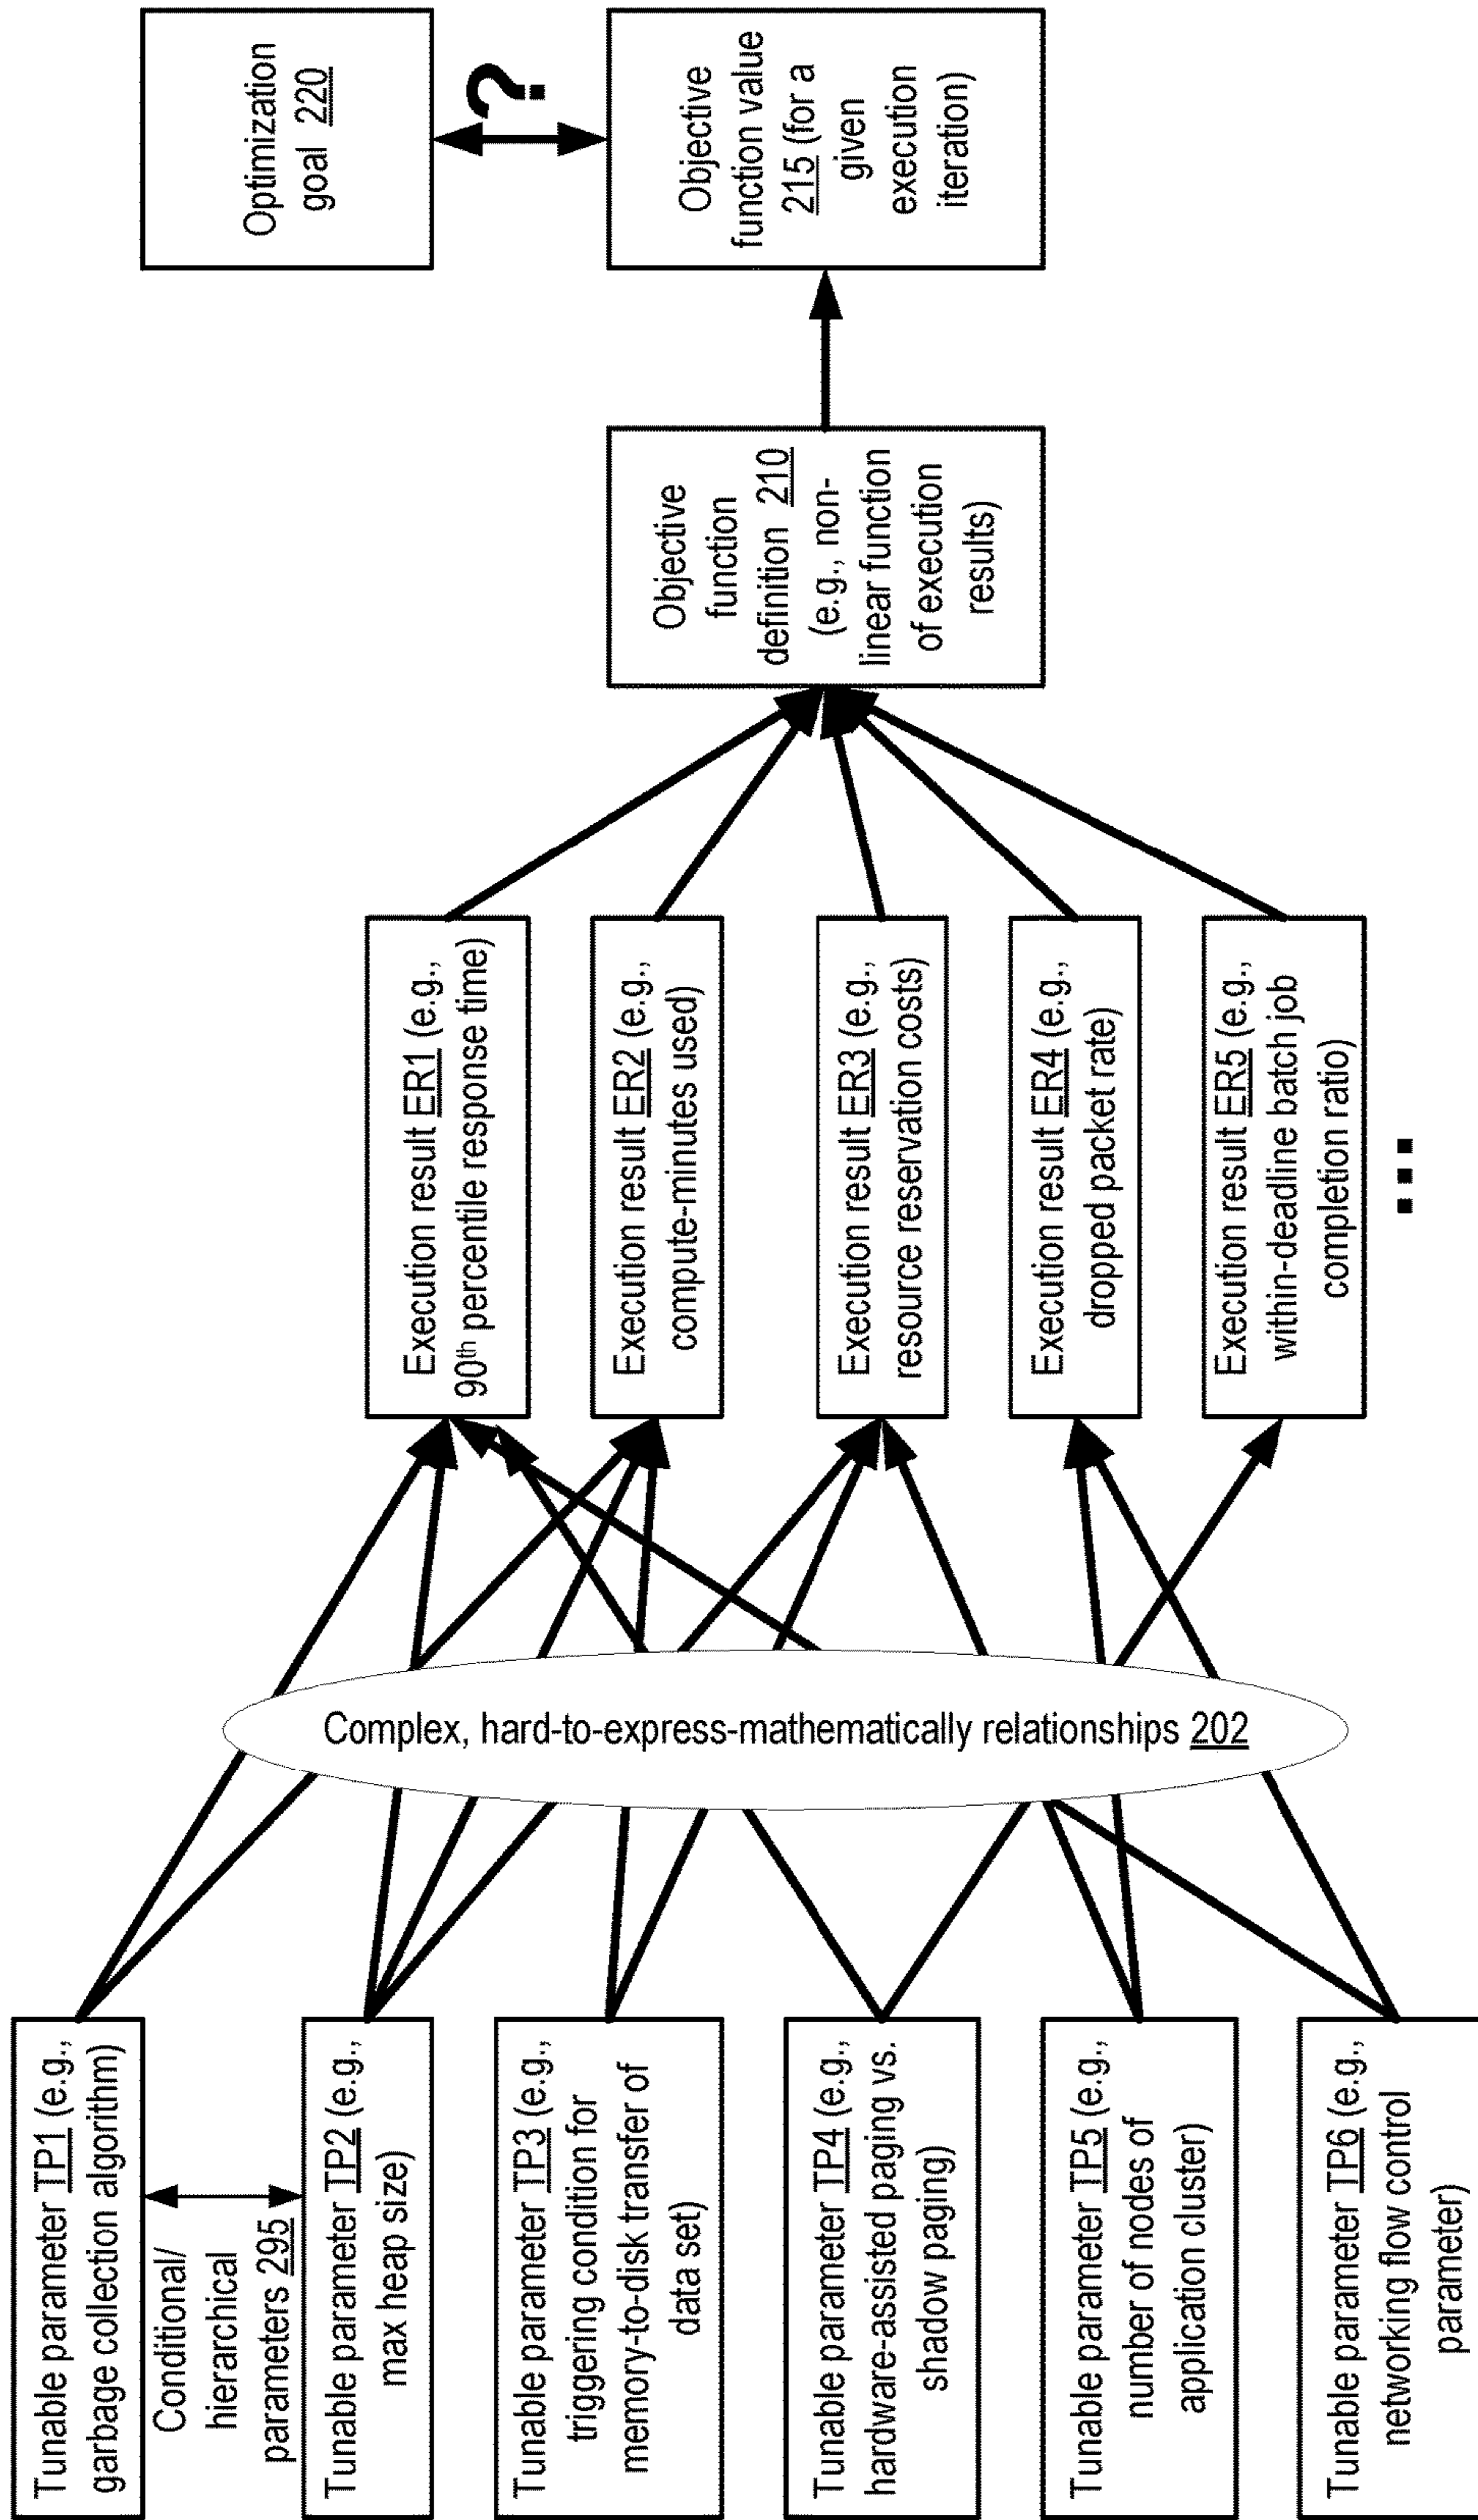 Tunable parameter TP1 (e.g.,
garbage collection algorithm)
Conditional/
hierarchical
parameters 295
Tunable parameter TP2 (e.g.,
max heap size)
Tunable parameter TP3 (e.g.,
triggering condition for
memory-to-disk transfer of
data set)
Tunable parameter TP4 (e.g.,
hardware-assisted paging vs.
shadow paging)
Tunable parameter TP5 (e.g.,
number of nodes of
application cluster)
Tunable parameter TP6 (e.g.,
networking flow control
parameter)
Complex, hard-to-express-mathematically relationships 202
Execution result ER1 (e.g.,
90th percentile response time)
Execution result ER2 (e.g.,
compute-minutes used)
Execution result ER3 (e.g.,
resource reservation costs)
Execution result ER4 (e.g.,
dropped packet rate)
Execution result ER5 (e.g.,
within-deadline batch job
completion ratio)
...
Objective
function
definition 210
(e.g., non-
linear function
of execution
results)
Optimization
goal 220
?
Objective
function value
215 (for a
given
execution
iteration)